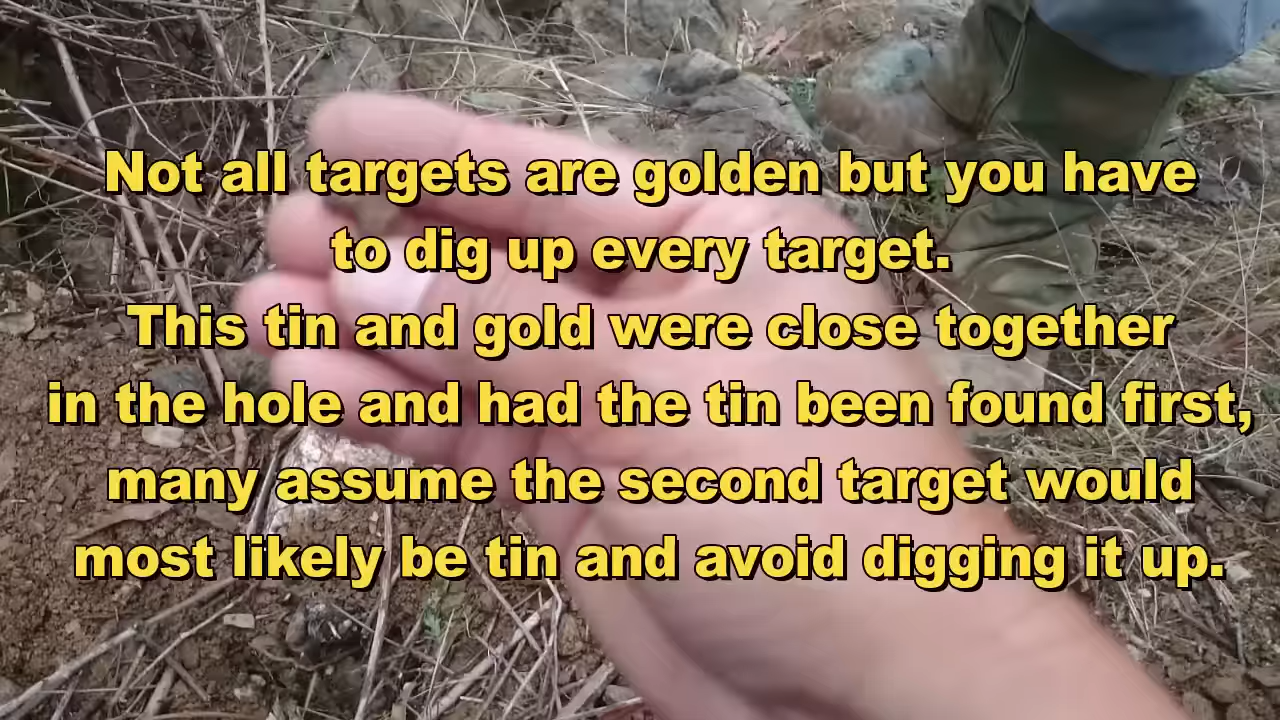 Not all targets are golden but you have
to dig up every target.
This tin and gold were close together
in the hole and had the tin been found first,
many assume the second target would
most likely be tin and avoid digging it up.